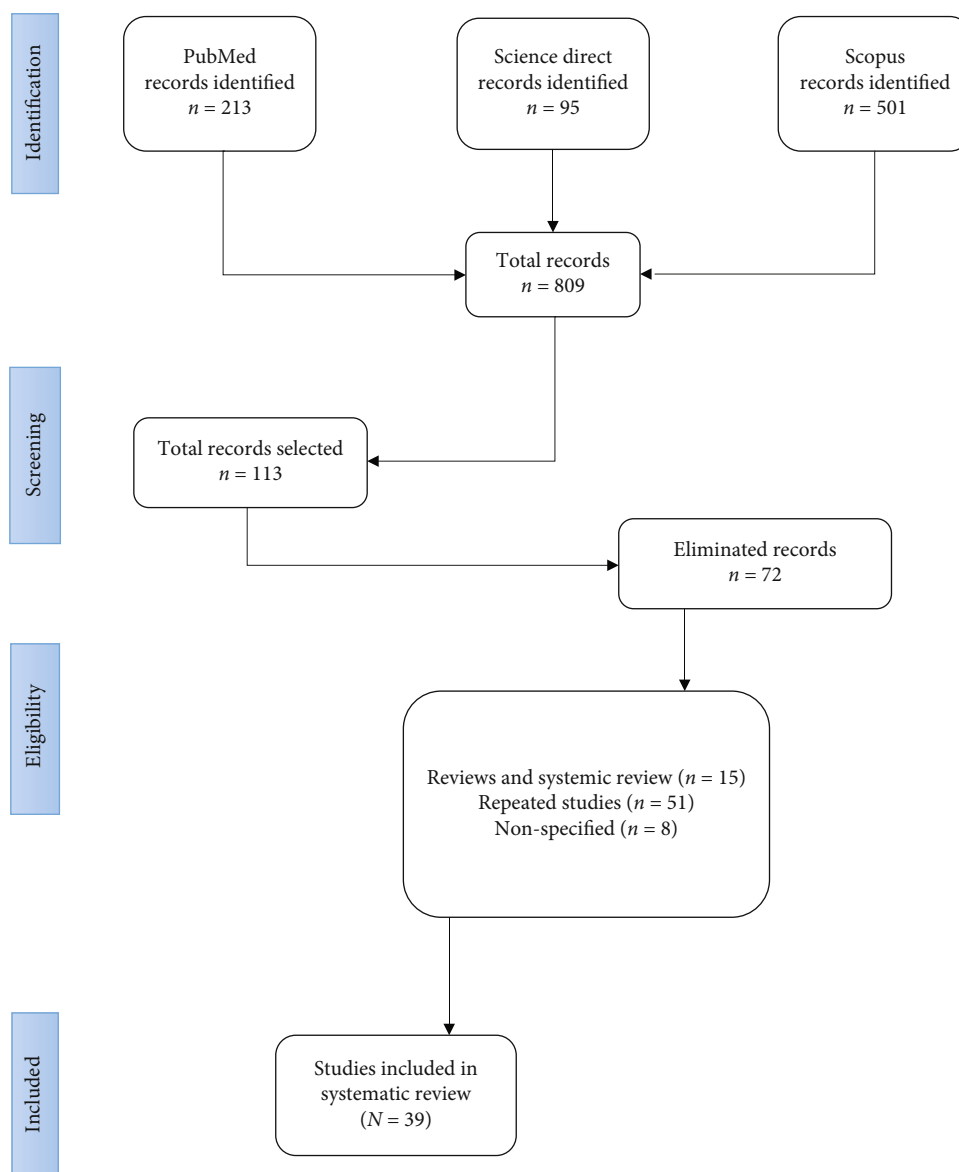 Identification
PubMed
records identified
n = 213
Science direct
records identified
n = 95
Scopus
records identified
n = 501
Total records
n = 809
Screening
Total records selected
n = 113
Eliminated records
n = 72
Eligibility
Reviews and systemic review (n = 15)
Repeated studies (n = 51)
Non-specified (n = 8)
Included
Studies included in
systematic review
(N = 39)